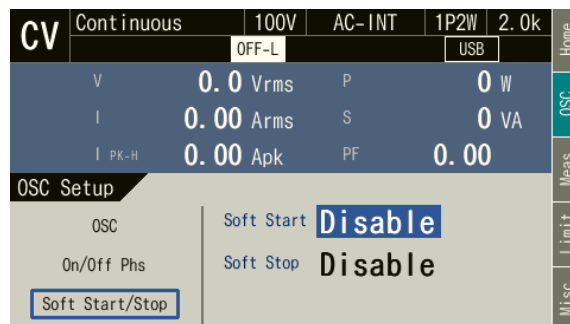 CV Continuous 100V AC-INT 1P2W 2.0k
OFF-L USB
V 0.0 Vrms P 0 W
I 0.00 Arms S 0 VA
I PK-H 0.00 Apk PF 0.00
OSC Setup
OSC
On/Off Phs
Soft Start/Stop
Soft Start Disable
Soft Stop Disable
Home
OSC
Meas
Limit
Misc